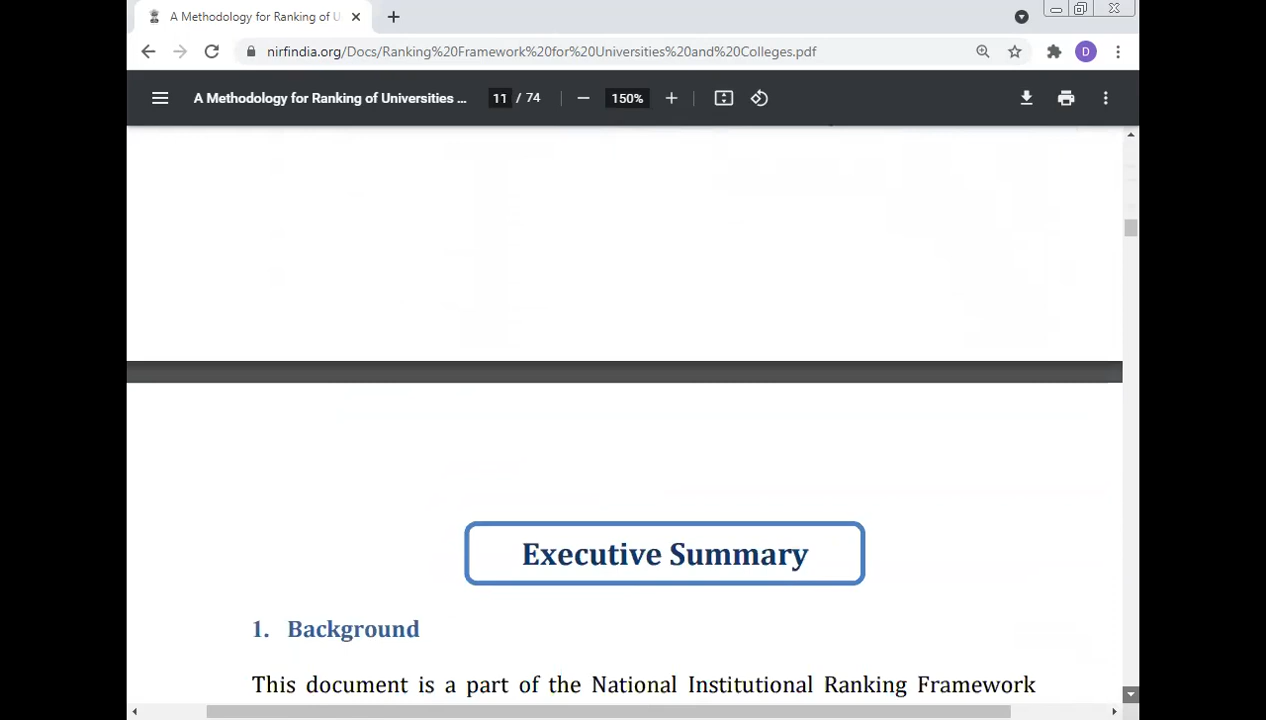 A Methodology for Ranking of U
nirfindia.org/Docs/Ranking%20Framework%20for%20Universities%20and%20Colleges.pdf
D
A Methodology for Ranking of Universities ...
11 / 74
150%
Executive Summary
1. Background
This document is a part of the National Institutional Ranking Framework